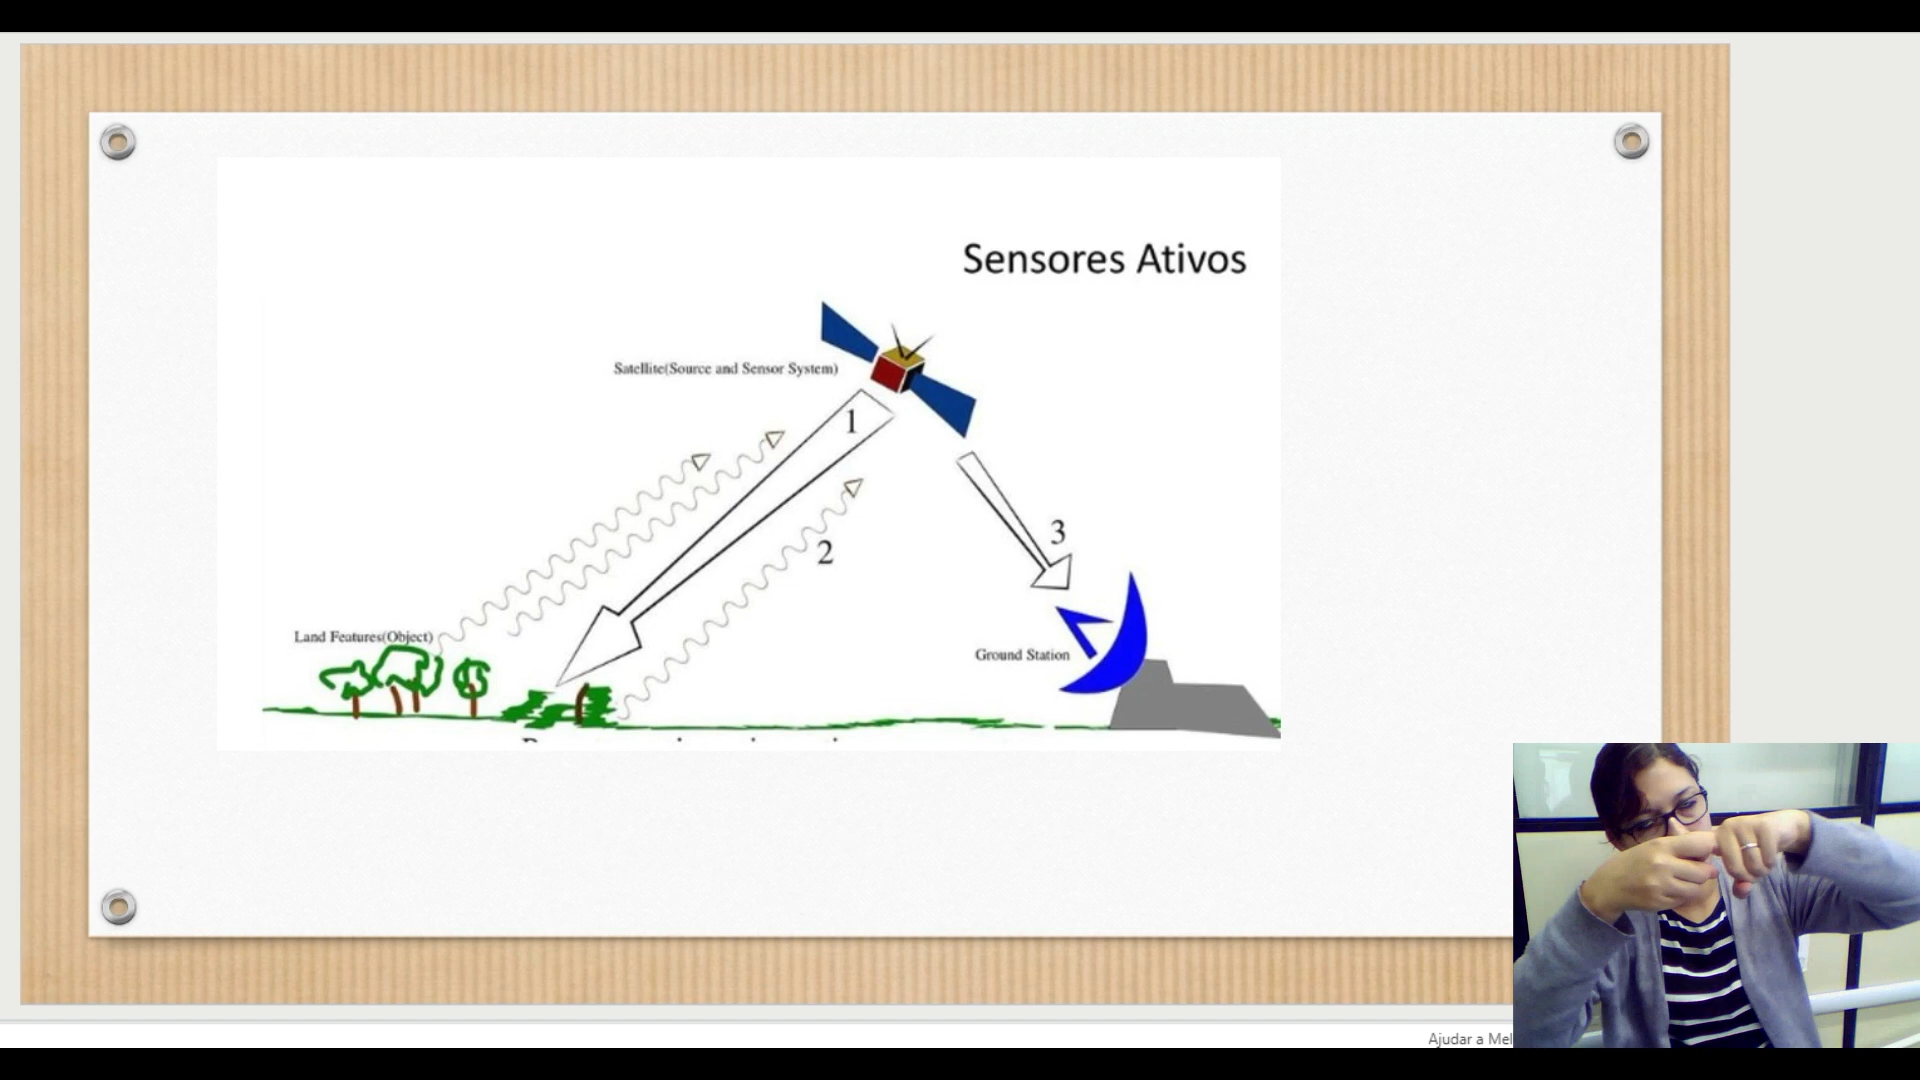 Sensores Ativos
Satellite(Source and Sensor System)
1
2
3
Land Features(Object)
Ground Station
Ajudar a Mel